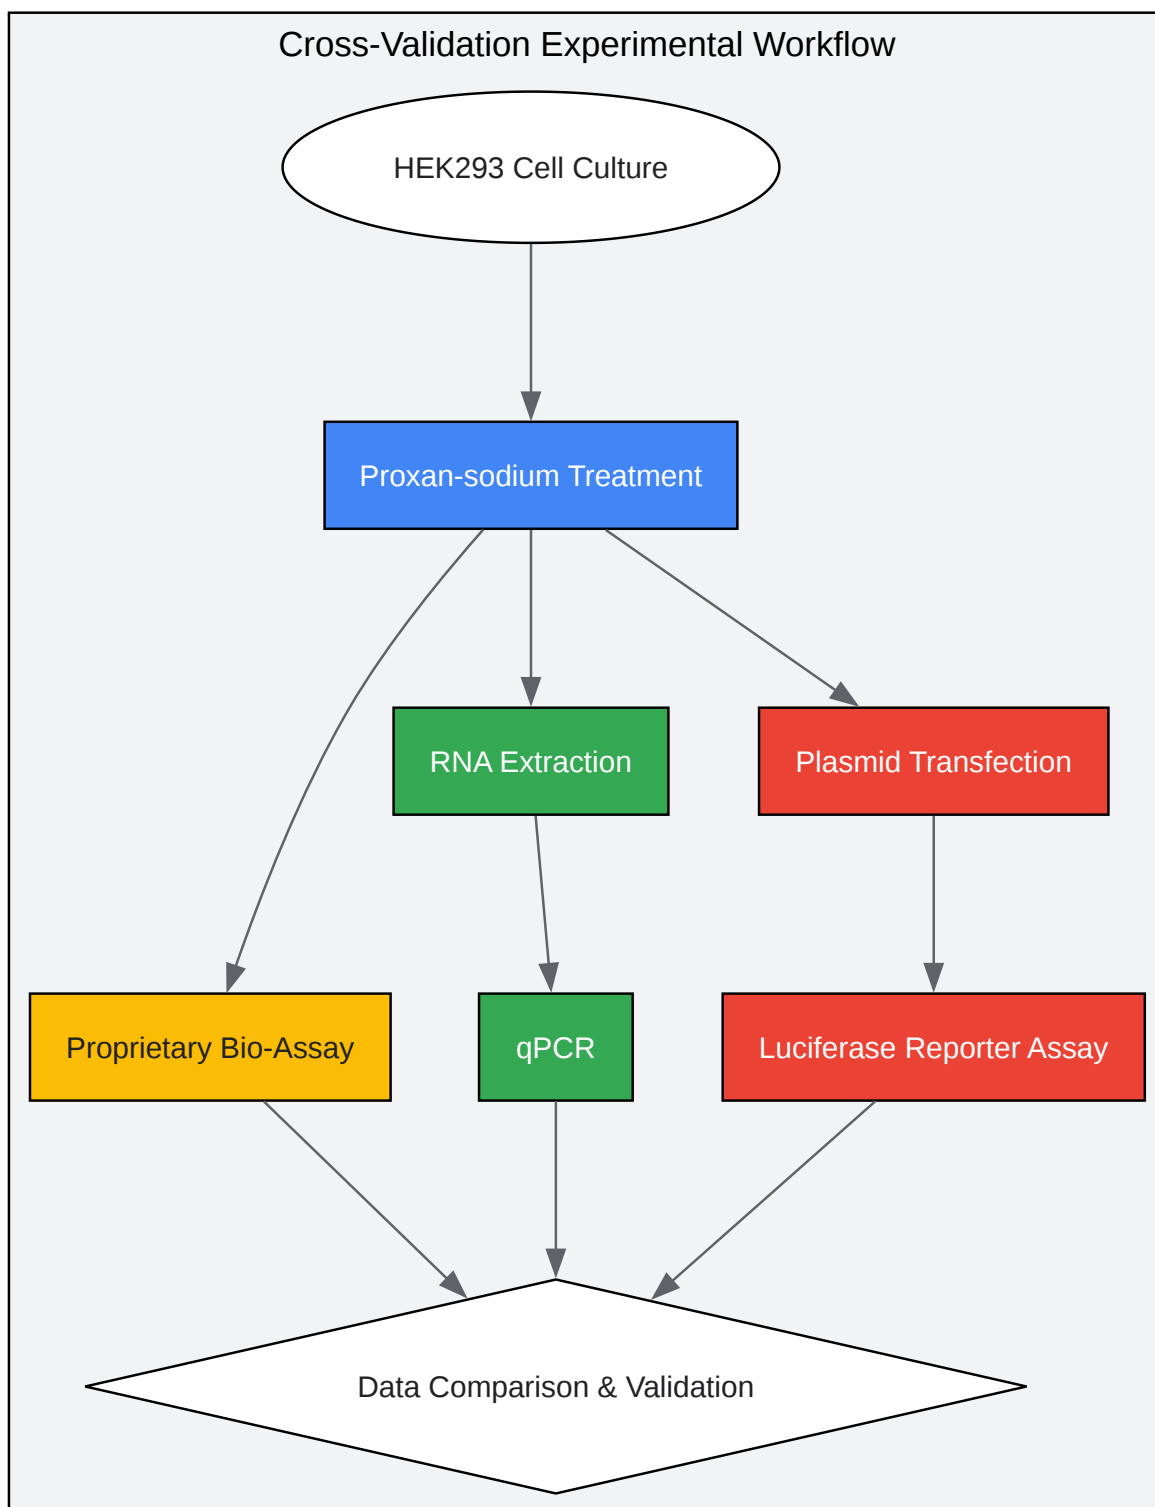 Cross-Validation Experimental Workflow
HEK293 Cell Culture
Proxan-sodium Treatment
RNA Extraction
Plasmid Transfection
Proprietary Bio-Assay
qPCR
Luciferase Reporter Assay
Data Comparison & Validation